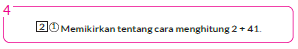 4
2 ① Memikirkan tentang cara menghitung 2 + 41.